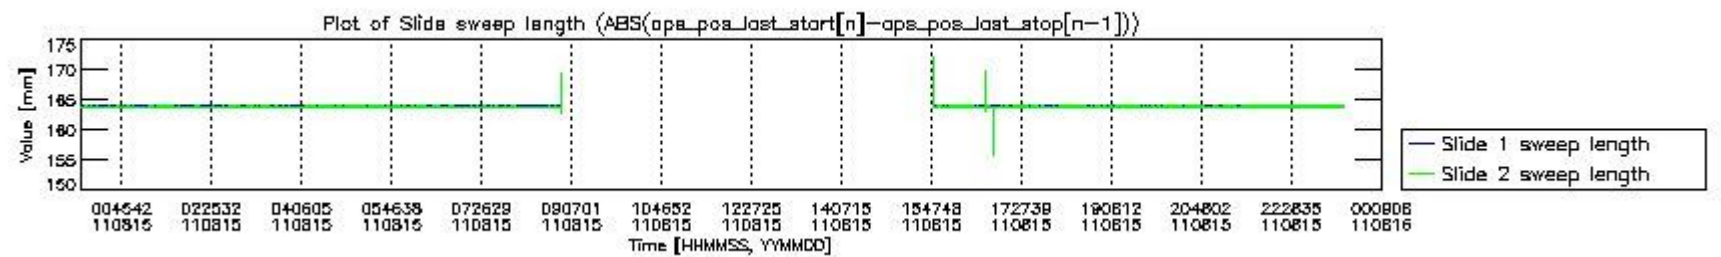 Plot of Slide sweep length (ABS(aps_pos_last_start[n]-aps_pos_last_stop[n-1]))
175
170
165
160
155
150
Value [mm]
Slide 1 sweep length
Slide 2 sweep length
004542 022532 040605 054638 072629 090701 104652 122725 140715 154748 172739 190812 204802 222835 000908
110815 110815 110815 110815 110815 110815 110815 110815 110815 110815 110815 110815 110815 110815 110816
Time [HHMMSS, YYMMDD]